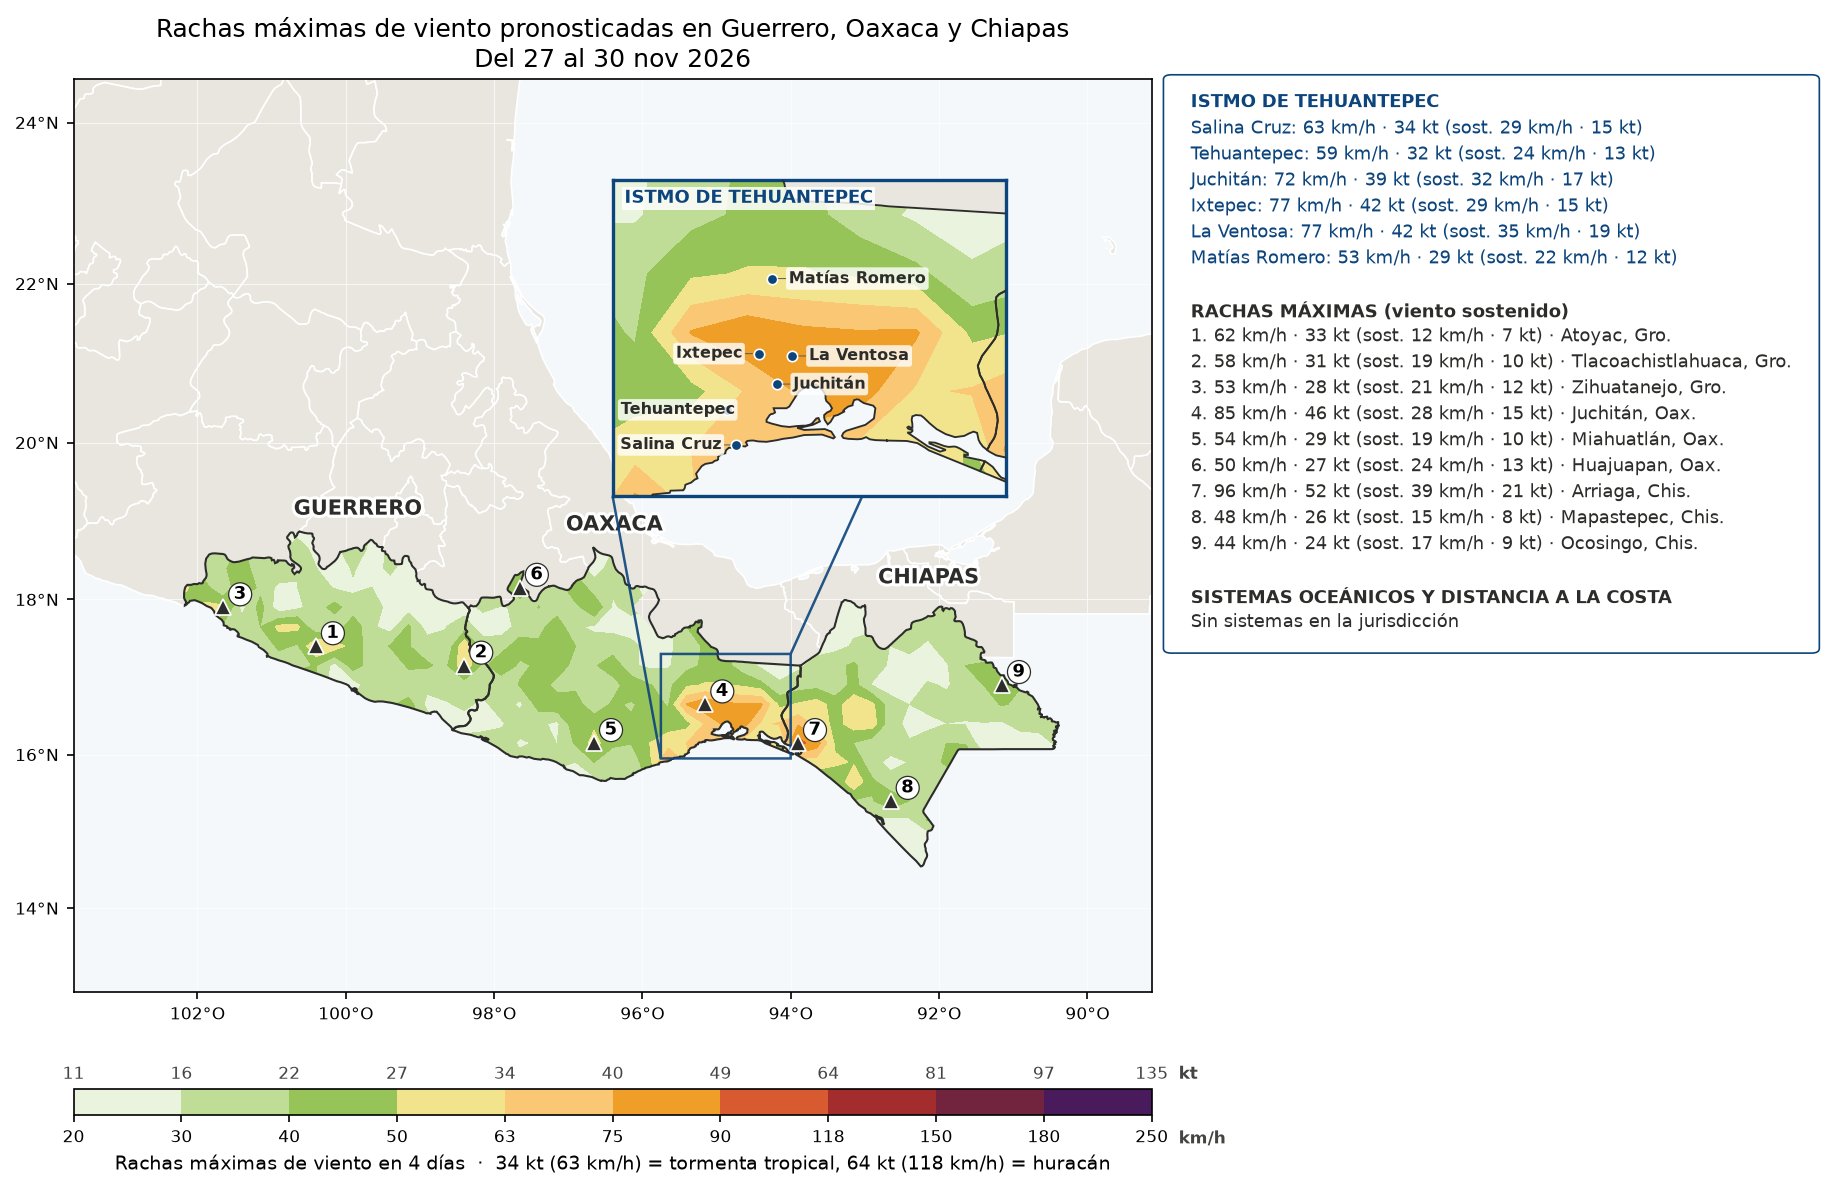 Rachas máximas de viento pronosticadas en Guerrero, Oaxaca y Chiapas
Del 27 al 30 nov 2026
24°N
22°N
20°N
18°N
16°N
14°N
102°O
100°O
98°O
96°O
94°O
92°O
90°O
ISTMO DE TEHUANTEPEC
Matías Romero
Ixtepec
La Ventosa
Juchitán
Tehuantepec
Salina Cruz
GUERRERO
OAXACA
CHIAPAS
3
1
2
6
5
4
7
8
9
ISTMO DE TEHUANTEPEC
Salina Cruz: 63 km/h · 34 kt (sost. 29 km/h · 15 kt)
Tehuantepec: 59 km/h · 32 kt (sost. 24 km/h · 13 kt)
Juchitán: 72 km/h · 39 kt (sost. 32 km/h · 17 kt)
Ixtepec: 77 km/h · 42 kt (sost. 29 km/h · 15 kt)
La Ventosa: 77 km/h · 42 kt (sost. 35 km/h · 19 kt)
Matías Romero: 53 km/h · 29 kt (sost. 22 km/h · 12 kt)
RACHAS MÁXIMAS (viento sostenido)
1. 62 km/h · 33 kt (sost. 12 km/h · 7 kt) · Atoyac, Gro.
2. 58 km/h · 31 kt (sost. 19 km/h · 10 kt) · Tlacoachistlahuaca, Gro.
3. 53 km/h · 28 kt (sost. 21 km/h · 12 kt) · Zihuatanejo, Gro.
4. 85 km/h · 46 kt (sost. 28 km/h · 15 kt) · Juchitán, Oax.
5. 54 km/h · 29 kt (sost. 19 km/h · 10 kt) · Miahuatlán, Oax.
6. 50 km/h · 27 kt (sost. 24 km/h · 13 kt) · Huajuapan, Oax.
7. 96 km/h · 52 kt (sost. 39 km/h · 21 kt) · Arriaga, Chis.
8. 48 km/h · 26 kt (sost. 15 km/h · 8 kt) · Mapastepec, Chis.
9. 44 km/h · 24 kt (sost. 17 km/h · 9 kt) · Ocosingo, Chis.
SISTEMAS OCEÁNICOS Y DISTANCIA A LA COSTA
Sin sistemas en la jurisdicción
11 16 22 27 34 40 49 64 81 97 135 kt
20 30 40 50 63 75 90 118 150 180 250 km/h
Rachas máximas de viento en 4 días · 34 kt (63 km/h) = tormenta tropical, 64 kt (118 km/h) = huracán